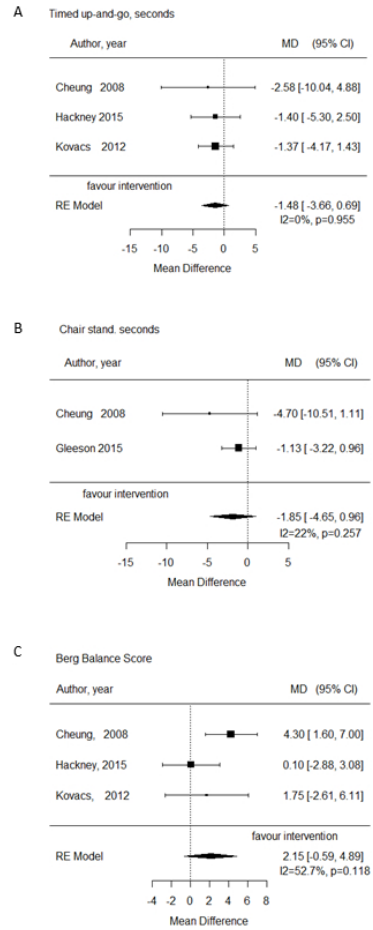 A Timed up-and-go, seconds
Author, year MD (95% CI)
Cheung 2008 -2.58 [-10.04, 4.88]
Hackney 2015 -1.40 [-5.30, 2.50]
Kovacs 2012 -1.37 [-4.17, 1.43]
favour intervention
RE Model -1.48 [-3.66, 0.69]
I2=0%, p=0.955
-15 -10 -5 0 5
Mean Difference
B Chair stand. seconds
Author, year MD (95% CI)
Cheung 2008 -4.70 [-10.51, 1.11]
Gleeson 2015 -1.13 [-3.22, 0.96]
favour intervention
RE Model -1.85 [-4.65, 0.96]
I2=22%, p=0.257
-15 -10 -5 0 5
Mean Difference
C Berg Balance Score
Author, year MD (95% CI)
Cheung, 2008 4.30 [ 1.60, 7.00]
Hackney, 2015 0.10 [-2.88, 3.08]
Kovacs, 2012 1.75 [-2.61, 6.11]
favour intervention
RE Model 2.15 [-0.59, 4.89]
I2=52.7%, p=0.118
-4 -2 0 2 4 6 8
Mean Difference